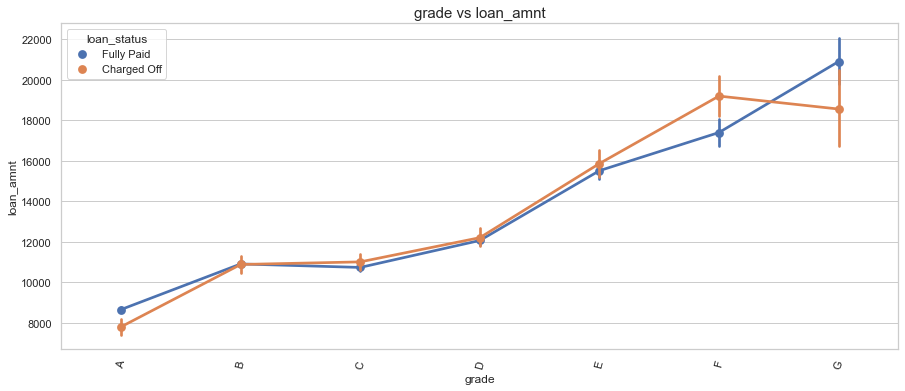 grade vs loan_amnt
loan_status
Fully Paid
Charged Off
22000
20000
18000
16000
14000
12000
10000
8000
loan_amnt
A
B
C
D
E
F
G
grade